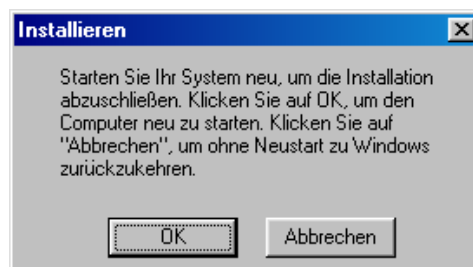 Installieren
Starten Sie Ihr System neu, um die Installation
abzuschließen. Klicken Sie auf OK, um den
Computer neu zu starten. Klicken Sie auf
"Abbrechen", um ohne Neustart zu Windows
zurückzukehren.
OK Abbrechen